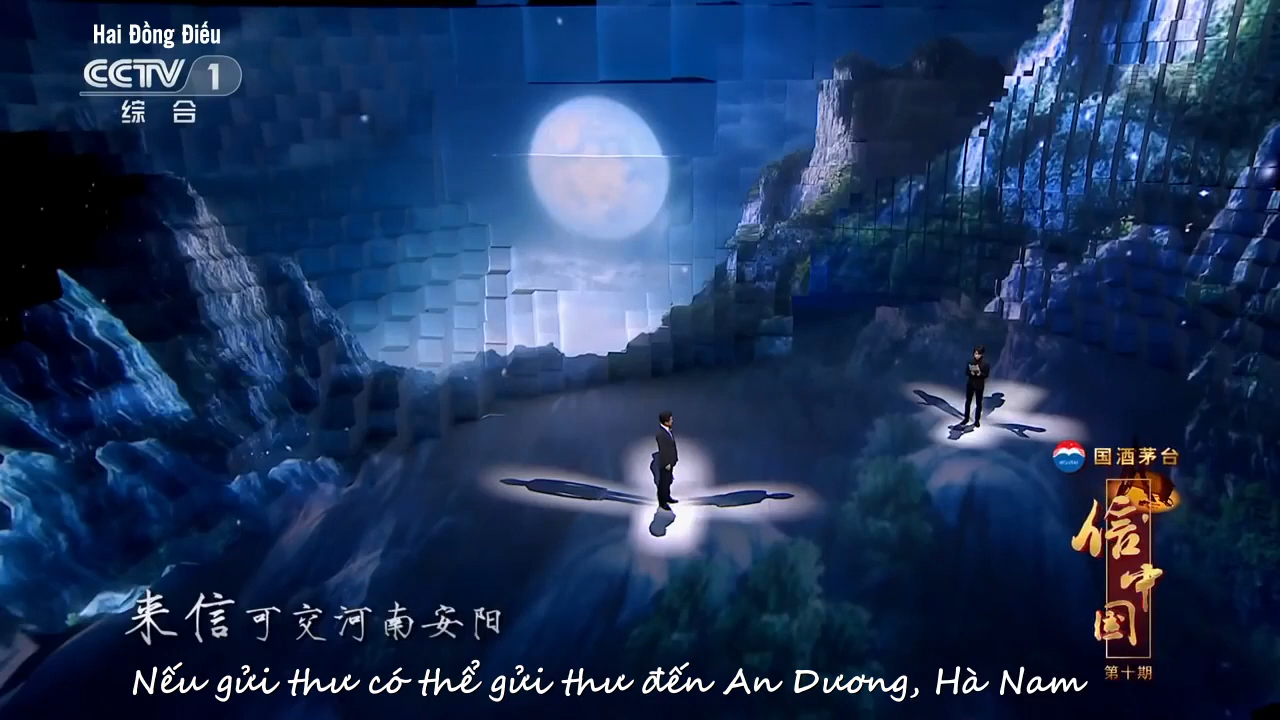 Hai Đồng Điếu
CCTV 1
综 合
国酒茅台
信中国
第十期
来信可交河南安阳
Nếu gửi thư có thể gửi thư đến An Dương, Hà Nam